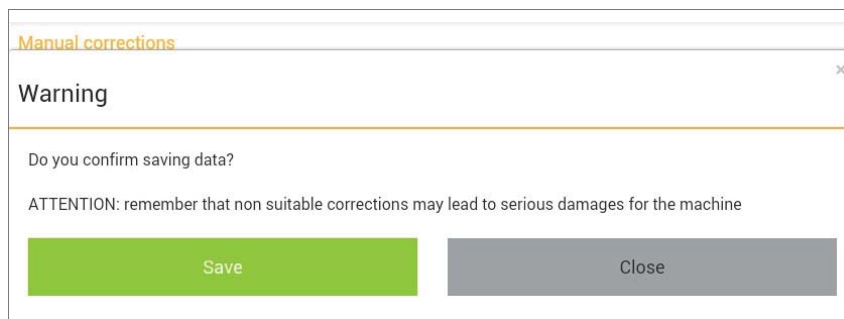 Manual corrections
×
Warning
Do you confirm saving data?
ATTENTION: remember that non suitable corrections may lead to serious damages for the machine
Save
Close